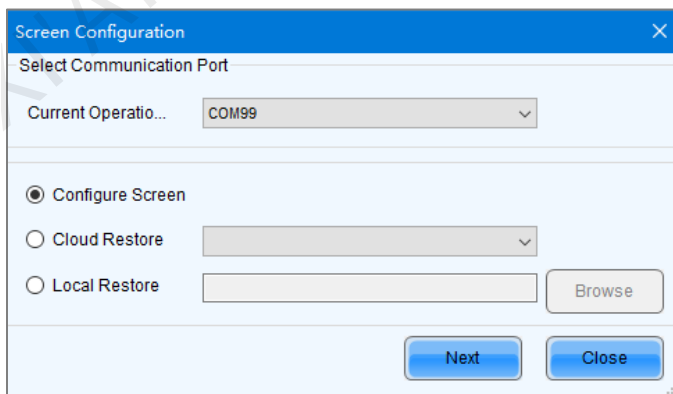 Screen Configuration
Select Communication Port
Current Operatio... COM99
Configure Screen
Cloud Restore
Local Restore Browse
Next Close